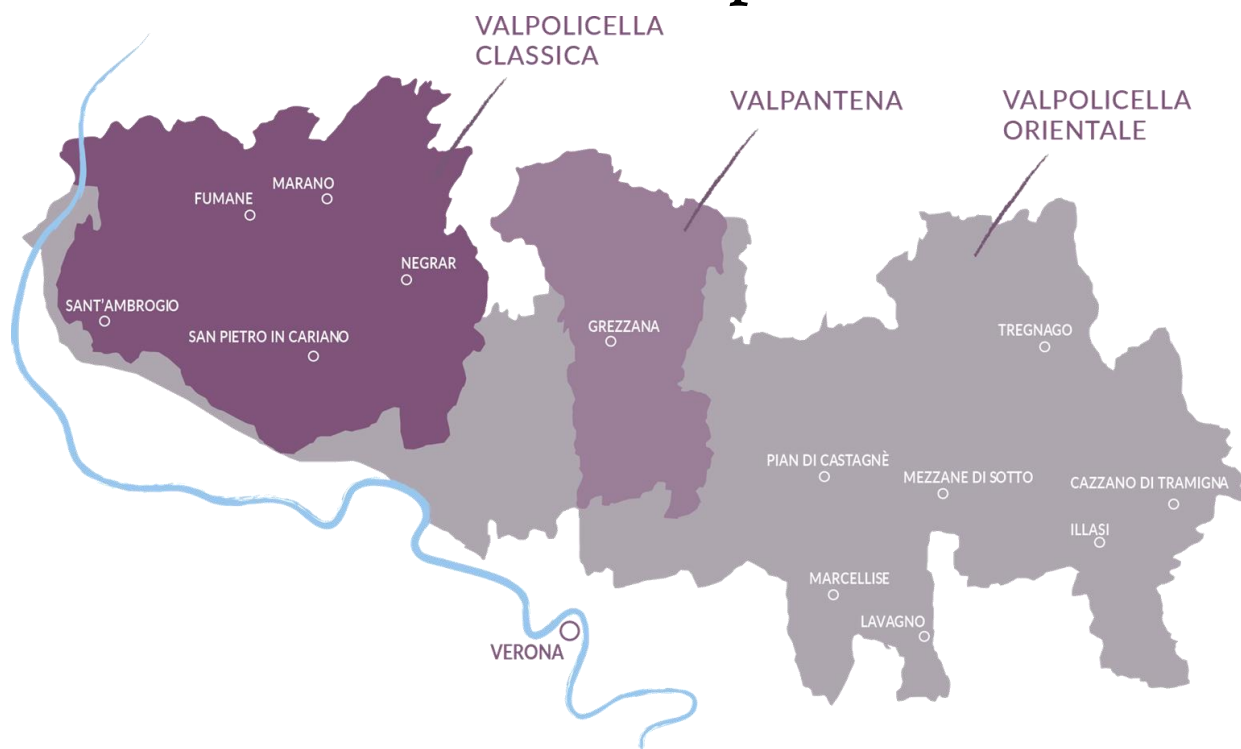 VALPOLICELLA
CLASSICA
VALPANTENA
VALPOLICELLA
ORIENTALE
MARANO
FUMANE
NEGRAR
SANT'AMBROGIO
SAN PIETRO IN CARIANO
GREZZANA
TREGNAGO
PIAN DI CASTAGNÈ
MEZZANE DI SOTTO
CAZZANO DI TRAMIGNA
ILLASI
MARCELLISE
LAVAGNO
VERONA